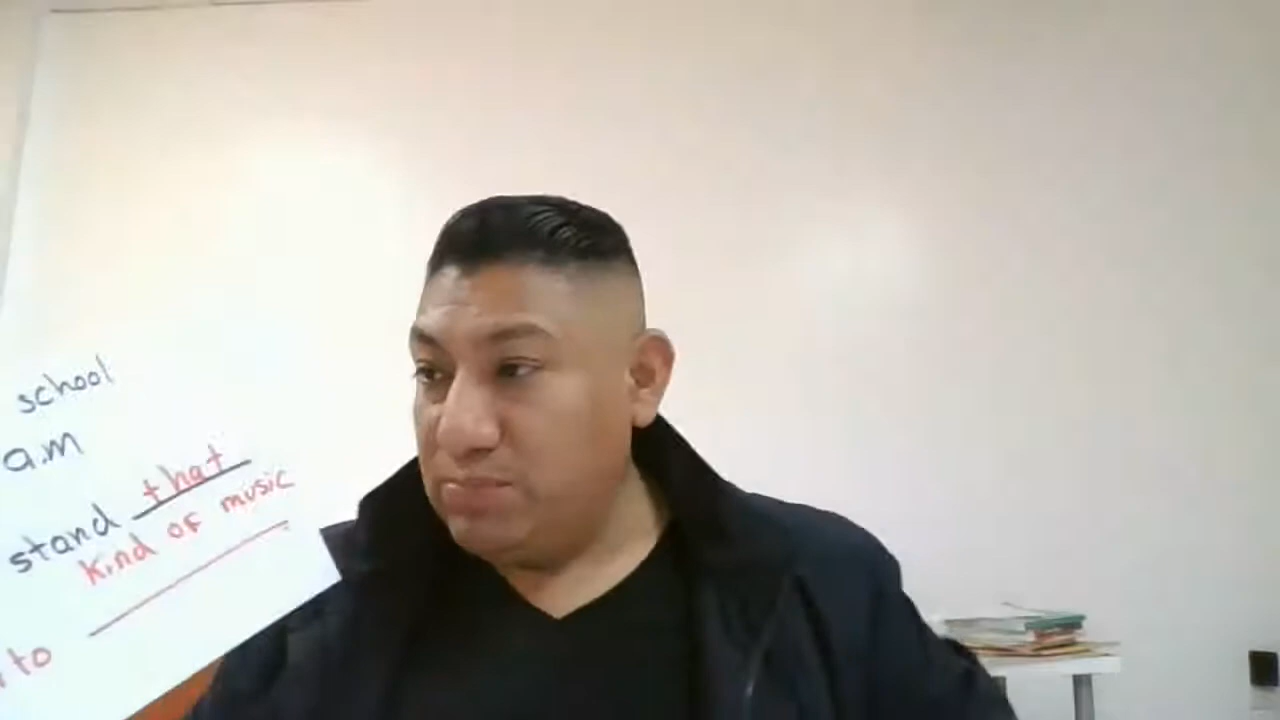 school
a.m
stand that
kind of music
to